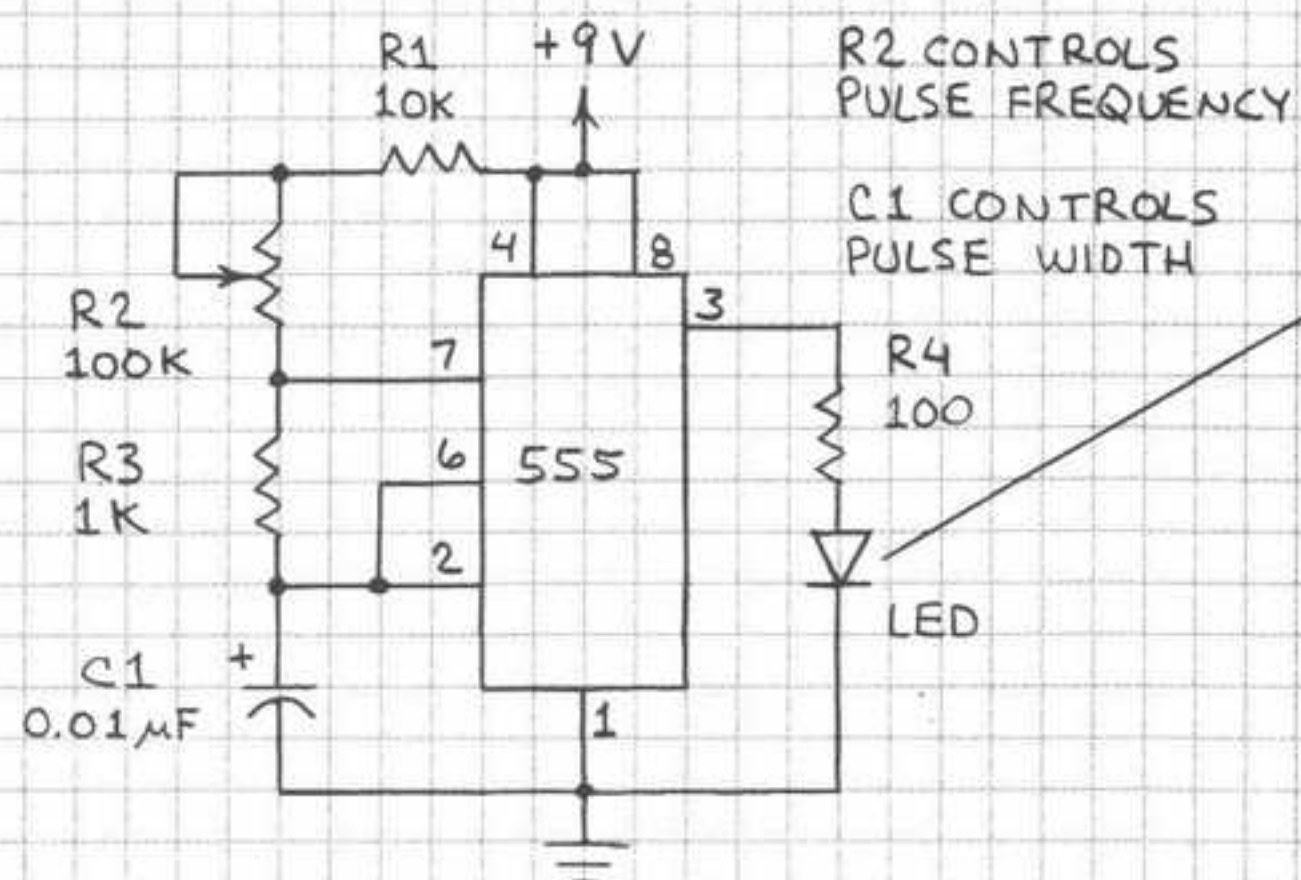 R1
10K
+9V
R2 CONTROLS
PULSE FREQUENCY
C1 CONTROLS
PULSE WIDTH
4
8
3
R2
100K
7
R4
100
R3
1K
6
555
2
LED
C1
+
0.01µF
1